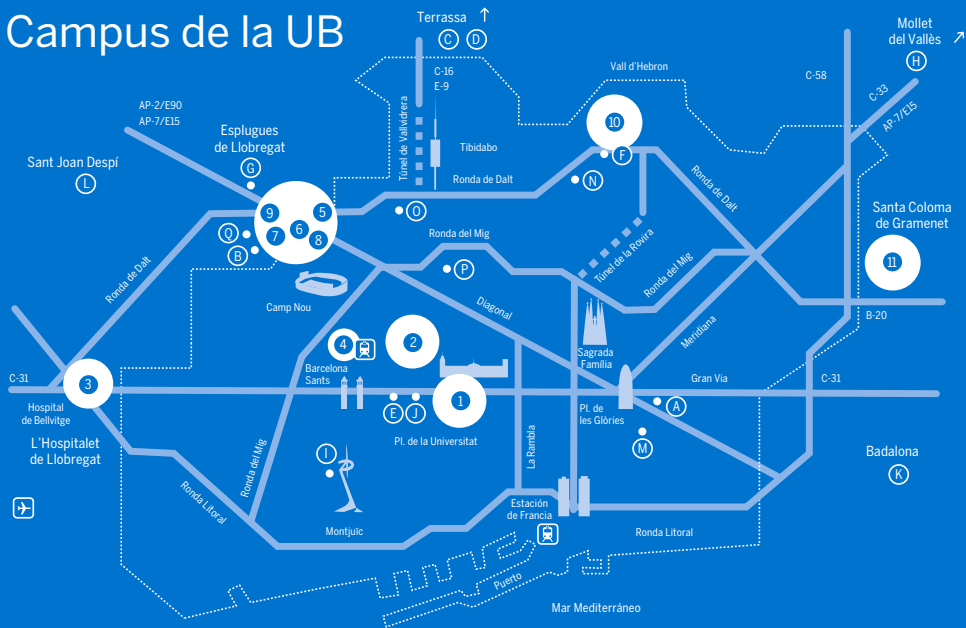 Campus de la UB
Terrassa ↑
C D
Mollet
del Vallès ↗
H
C-16
E-9
Vall d'Hebron
C-58
C-33
AP-7/E15
AP-2/E90
AP-7/E15
Esplugues
de Llobregat
G
Túnel de Vallvidrera
Tibidabo
10
F
Sant Joan Despí
L
Ronda de Dalt
N
Ronda de Dalt
Santa Coloma
de Gramenet
11
9 5
6
7 8
O
Q
B
Ronda del Mig
P
Túnel de la Rovira
Ronda del Mig
Ronda de Dalt
Camp Nou
Diagonal
B-20
Meridiana
4
2
Barcelona
Sants
Sagrada
Família
3
C-31
Gran Via
C-31
Hospital
de Bellvitge
E J
1
Pl. de
les Glòries
A
L'Hospitalet
de Llobregat
Pl. de la Universitat
M
Badalona
K
I
La Rambla
Ronda del Mig
Ronda Litoral
Montjuïc
Estación
de Francia
Ronda Litoral
Puerto
Mar Mediterráneo